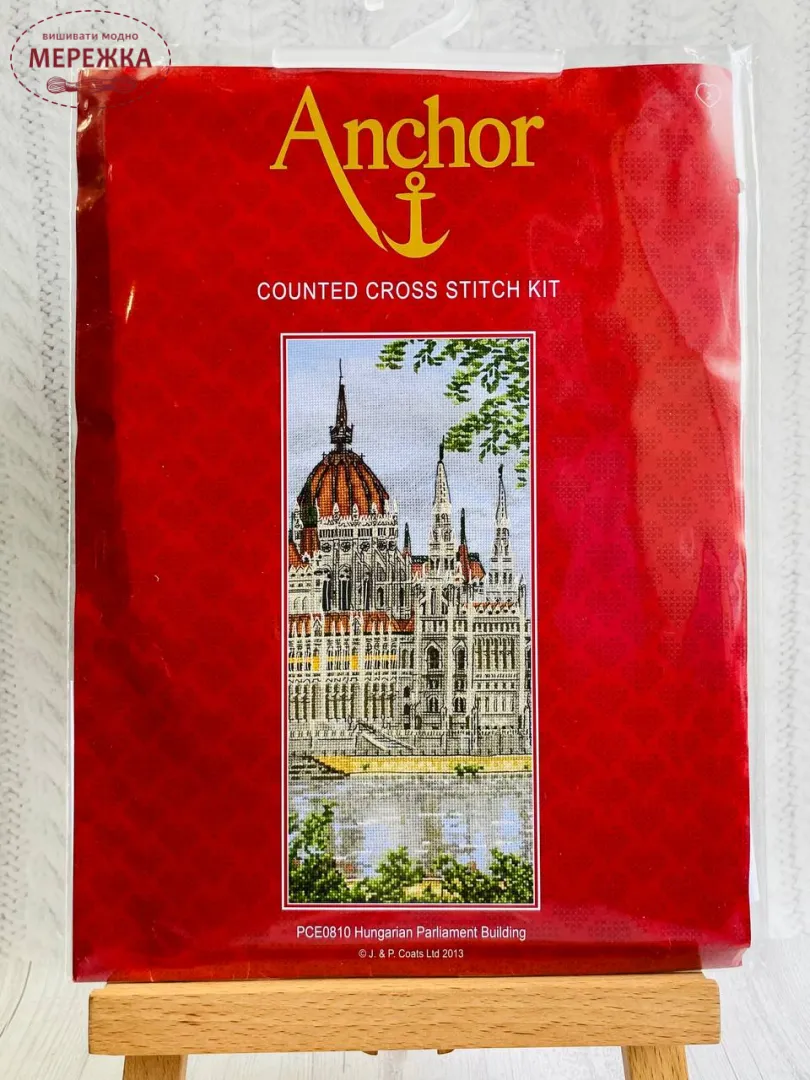 вишивати модно
МЕРЕЖКА
Anchor
COUNTED CROSS STITCH KIT
PCE0810 Hungarian Parliament Building
© J. & P. Coats Ltd 2013